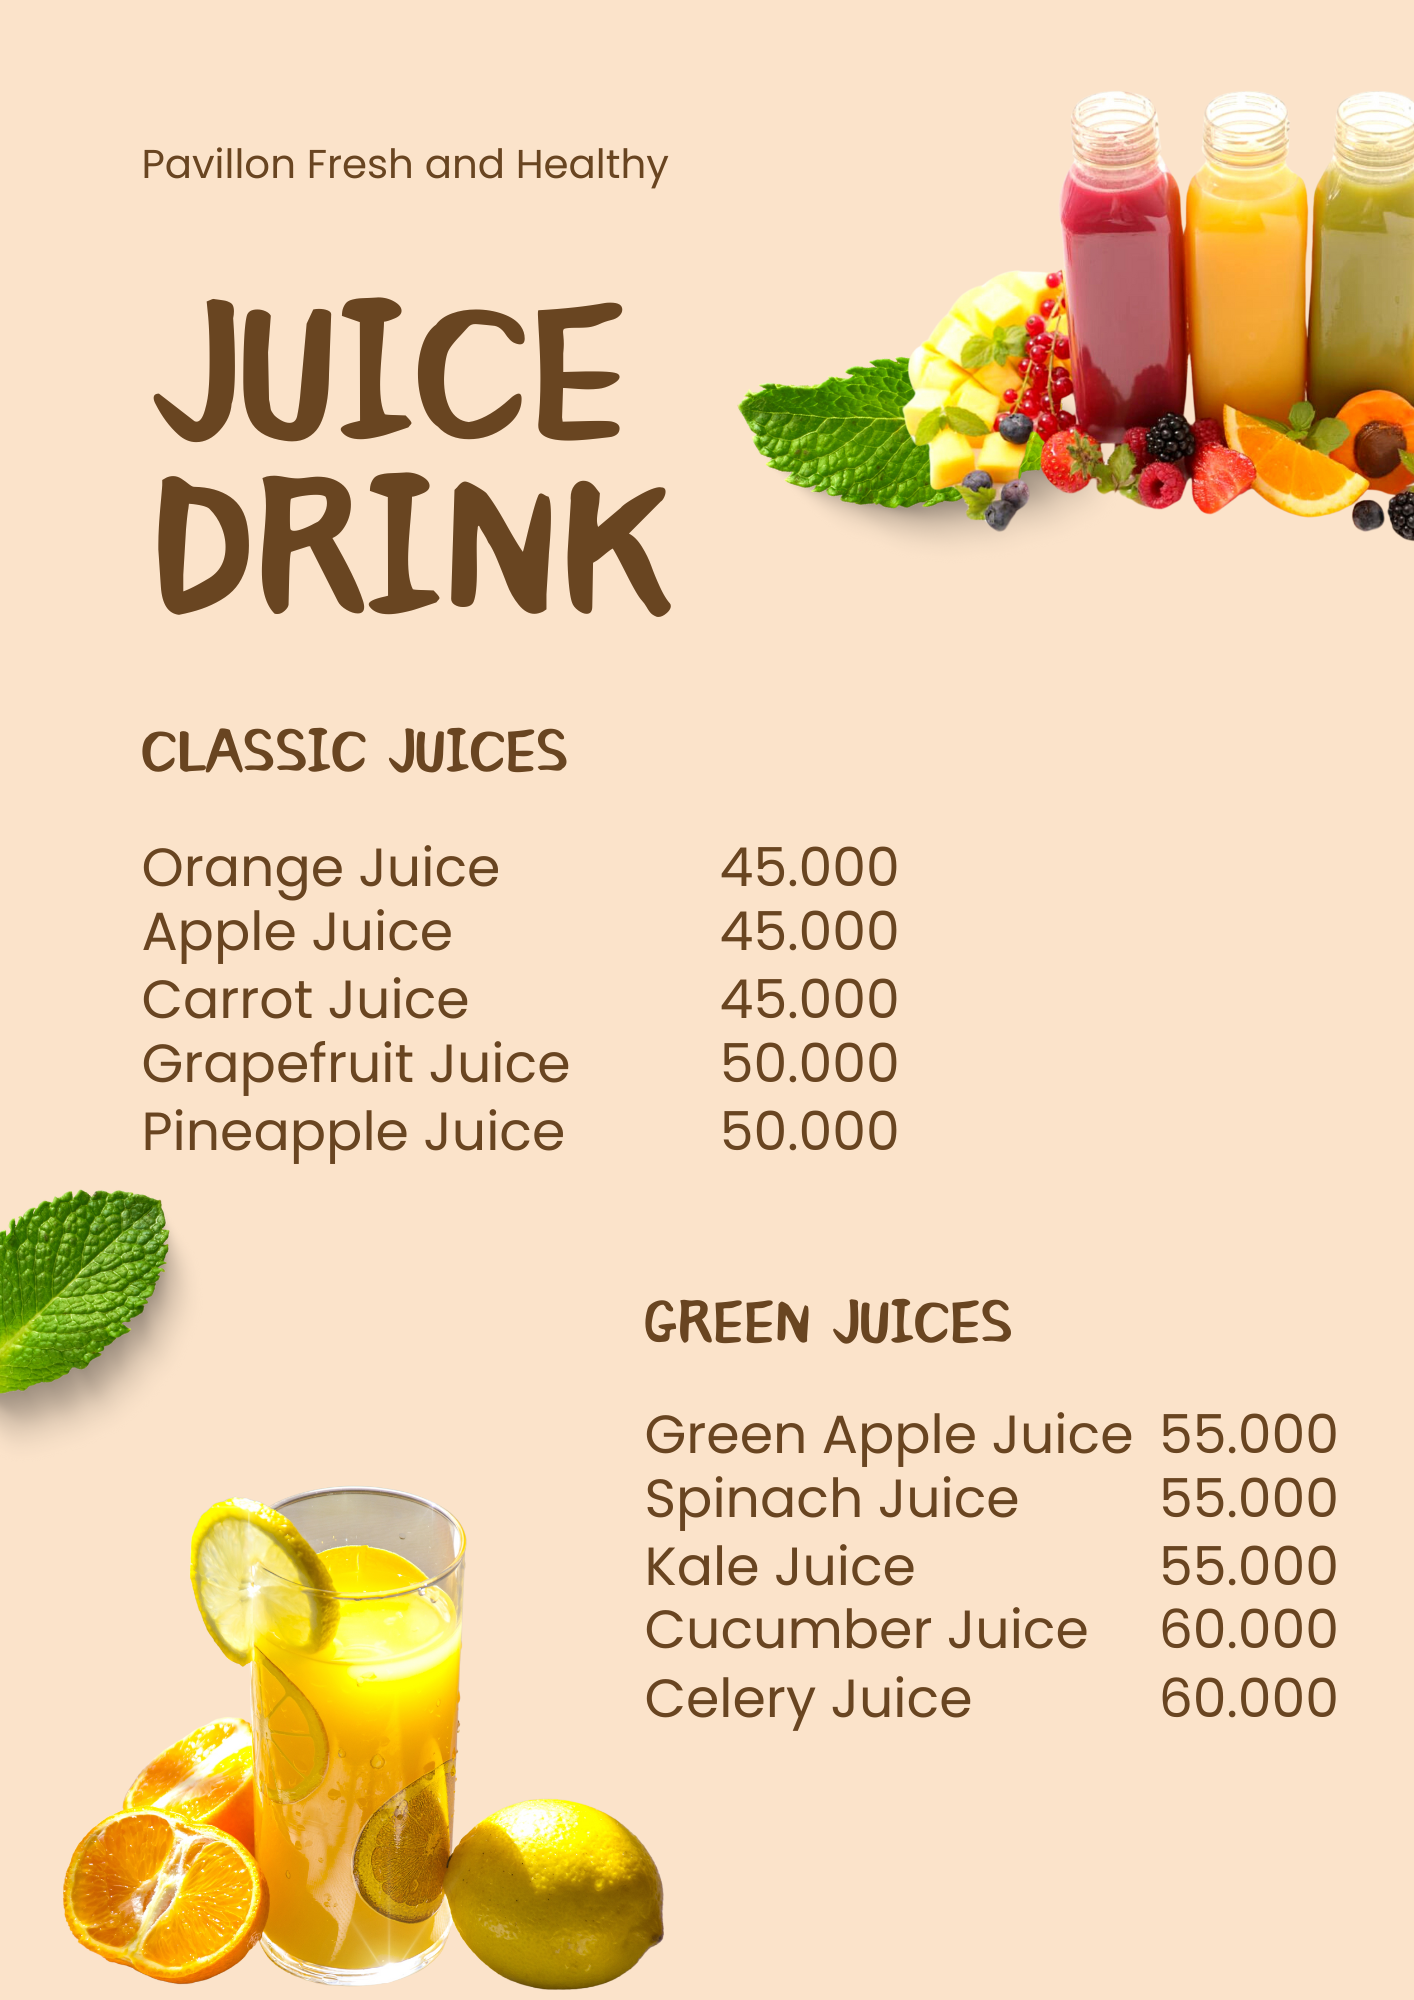 Pavillon Fresh and Healthy
JUICE
DRINK
CLASSIC JUICES
Orange Juice 45.000
Apple Juice 45.000
Carrot Juice 45.000
Grapefruit Juice 50.000
Pineapple Juice 50.000
GREEN JUICES
Green Apple Juice 55.000
Spinach Juice 55.000
Kale Juice 55.000
Cucumber Juice 60.000
Celery Juice 60.000